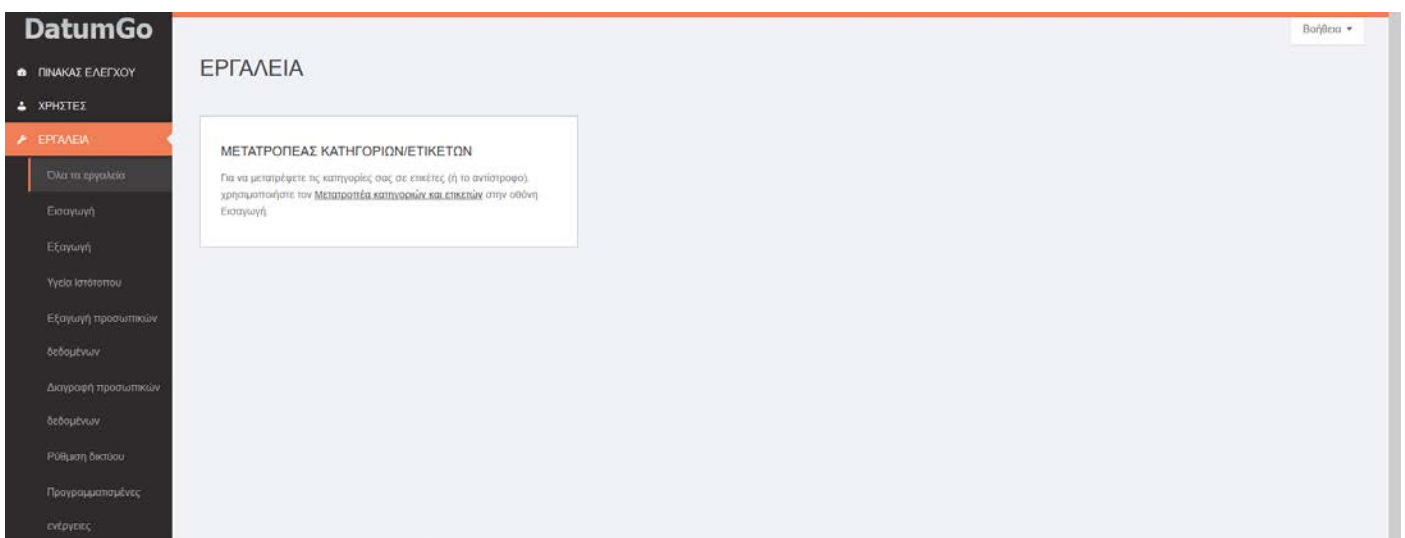 DatumGo
ΠΙΝΑΚΑΣ ΕΛΕΓΧΟΥ
ΧΡΗΣΤΕΣ
ΕΡΓΑΛΕΙΑ
Όλα τα εργαλεία
Εισαγωγή
Εξαγωγή
Υγεία Ιστότοπου
Εξαγωγή προσωπικών
δεδομένων
Διαγραφή προσωπικών
δεδομένων
Ρύθμιση δικτύου
Προγραμματισμένες
ενέργειες
Βοήθεια
ΕΡΓΑΛΕΙΑ
ΜΕΤΑΤΡΟΠΕΑΣ ΚΑΤΗΓΟΡΙΩΝ/ΕΤΙΚΕΤΩΝ
Για να μετατρέψετε τις κατηγορίες σας σε ετικέτες (ή το αντίστροφο),
χρησιμοποιήστε τον Μετατροπέα κατηγοριών και ετικετών στην οθόνη
Εισαγωγή.